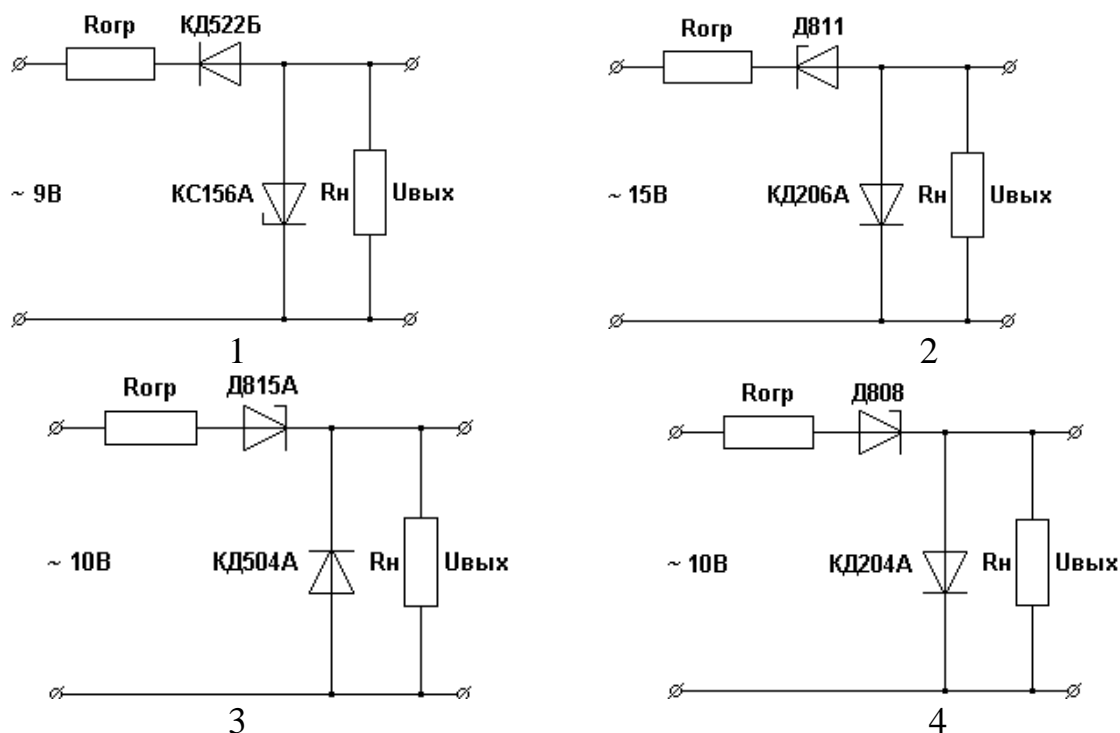 Rогр КД522Б
~ 9В
КС156А
Rн
Uвых
1
Rогр Д811
~ 15В
КД206А
Rн
Uвых
2
Rогр Д815А
~ 10В
КД504А
Rн
Uвых
3
Rогр Д808
~ 10В
КД204А
Rн
Uвых
4